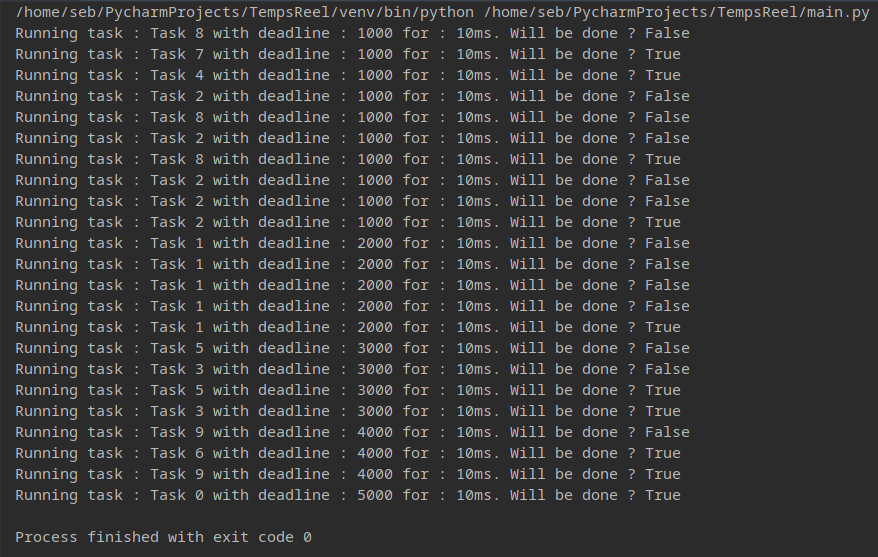 /home/seb/PycharmProjects/TempsReel/venv/bin/python /home/seb/PycharmProjects/TempsReel/main.py
Running task : Task 8 with deadline : 1000 for : 10ms. Will be done ? False
Running task : Task 7 with deadline : 1000 for : 10ms. Will be done ? True
Running task : Task 4 with deadline : 1000 for : 10ms. Will be done ? True
Running task : Task 2 with deadline : 1000 for : 10ms. Will be done ? False
Running task : Task 8 with deadline : 1000 for : 10ms. Will be done ? False
Running task : Task 2 with deadline : 1000 for : 10ms. Will be done ? False
Running task : Task 8 with deadline : 1000 for : 10ms. Will be done ? True
Running task : Task 2 with deadline : 1000 for : 10ms. Will be done ? False
Running task : Task 2 with deadline : 1000 for : 10ms. Will be done ? False
Running task : Task 2 with deadline : 1000 for : 10ms. Will be done ? True
Running task : Task 1 with deadline : 2000 for : 10ms. Will be done ? False
Running task : Task 1 with deadline : 2000 for : 10ms. Will be done ? False
Running task : Task 1 with deadline : 2000 for : 10ms. Will be done ? False
Running task : Task 1 with deadline : 2000 for : 10ms. Will be done ? False
Running task : Task 1 with deadline : 2000 for : 10ms. Will be done ? True
Running task : Task 5 with deadline : 3000 for : 10ms. Will be done ? False
Running task : Task 3 with deadline : 3000 for : 10ms. Will be done ? False
Running task : Task 5 with deadline : 3000 for : 10ms. Will be done ? True
Running task : Task 3 with deadline : 3000 for : 10ms. Will be done ? True
Running task : Task 9 with deadline : 4000 for : 10ms. Will be done ? False
Running task : Task 6 with deadline : 4000 for : 10ms. Will be done ? True
Running task : Task 9 with deadline : 4000 for : 10ms. Will be done ? True
Running task : Task 0 with deadline : 5000 for : 10ms. Will be done ? True
Process finished with exit code 0